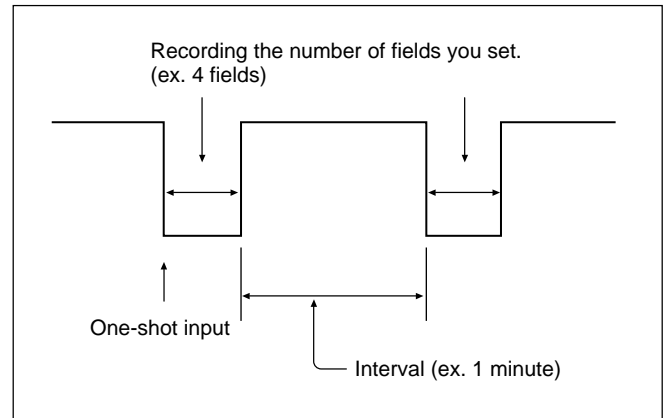 Recording the number of fields you set.
(ex. 4 fields)
One-shot input
Interval (ex. 1 minute)